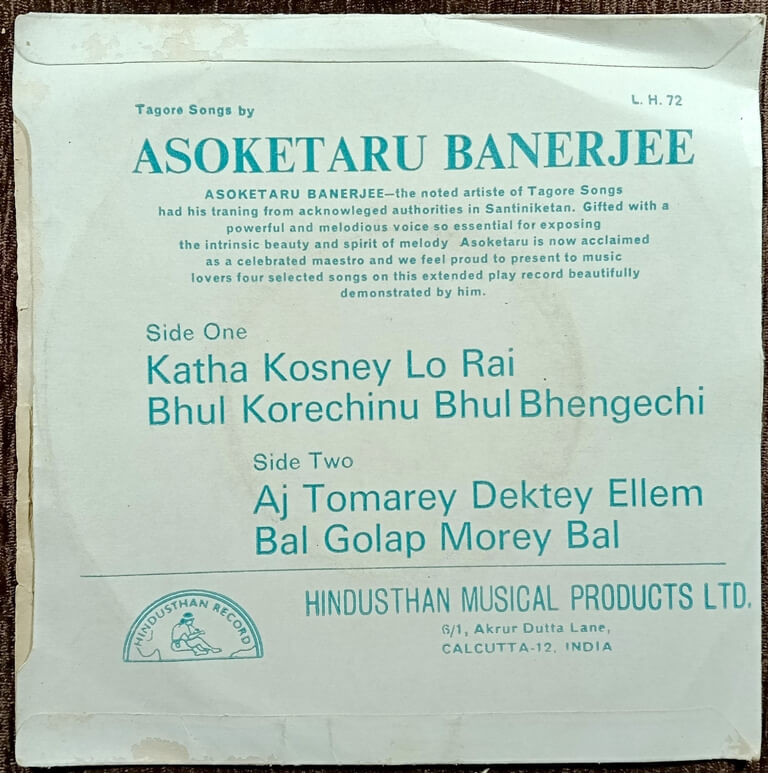 Tagore Songs by
L. H. 72
ASOKETARU BANERJEE
ASOKETARU BANERJEE—the noted artiste of Tagore Songs
had his traning from acknowleged authorities in Santiniketan. Gifted with a
powerful and melodious voice so essential for exposing
the intrinsic beauty and spirit of melody Asoketaru is now acclaimed
as a celebrated maestro and we feel proud to present to music
lovers four selected songs on this extended play record beautifully
demonstrated by him.
Side One
Katha Kosney Lo Rai
Bhul Korechinu Bhul Bhengechi
Side Two
Aj Tomarey Dektey Ellem
Bal Golap Morey Bal
HINDUSTHAN RECORD
HINDUSTHAN MUSICAL PRODUCTS LTD.
6/1, Akrur Dutta Lane,
CALCUTTA-12, INDIA